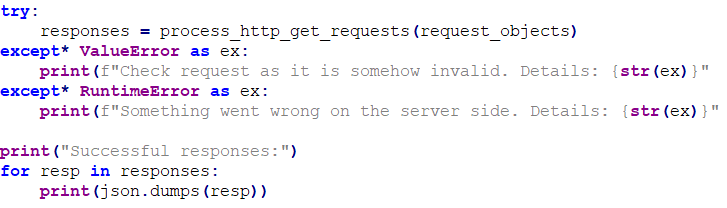 try:
    responses = process_http_get_requests(request_objects)
except* ValueError as ex:
    print(f"Check request as it is somehow invalid. Details: {str(ex)}"
except* RuntimeError as ex:
    print(f"Something went wrong on the server side. Details: {str(ex)}"
print("Successful responses:")
for resp in responses:
    print(json.dumps(resp))